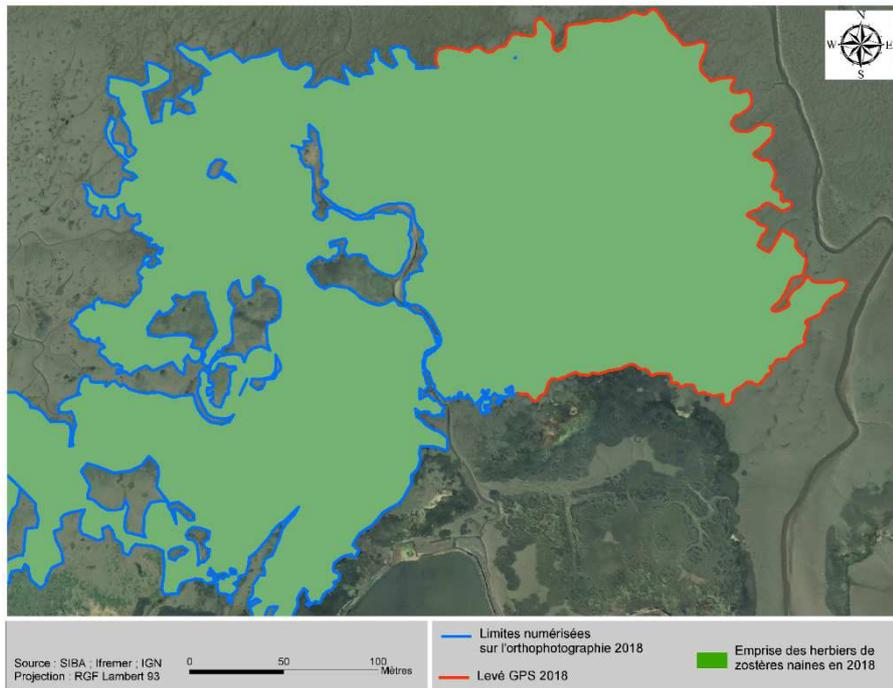 N
W E
S
Source : SIBA ; Ifremer ; IGN
Projection : RGF Lambert 93
0 50 100
Mètres
Limites numérisées
sur l'orthophotographie 2018
Levé GPS 2018
Emprise des herbiers de
zostères naines en 2018